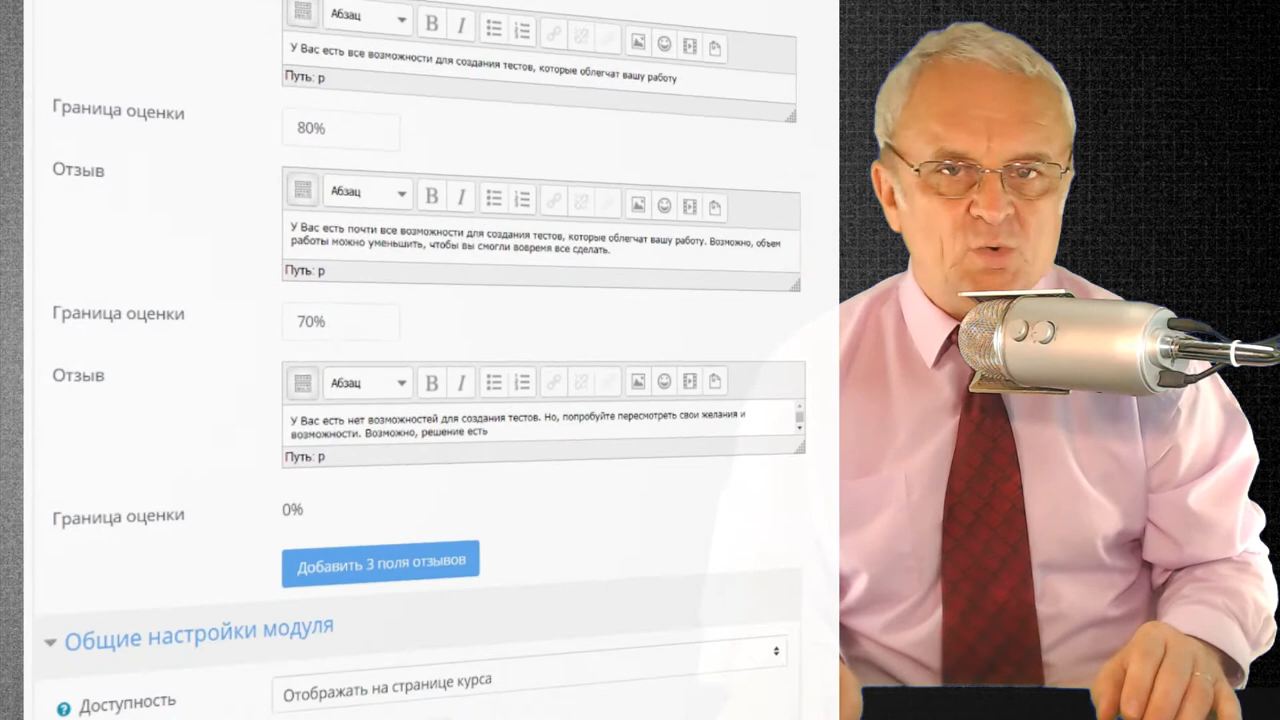 Абзац
B I
У Вас есть все возможности для создания тестов, которые облегчат вашу работу
Путь: p
Граница оценки
80%
Отзыв
Абзац
B I
У Вас есть почти все возможности для создания тестов, которые облегчат вашу работу. Возможно, объем
работы можно уменьшить, чтобы вы смогли вовремя все сделать.
Путь: p
Граница оценки
70%
Отзыв
Абзац
B I
У Вас есть нет возможностей для создания тестов. Но, попробуйте пересмотреть свои желания и
возможности. Возможно, решение есть
Путь: p
Граница оценки
0%
Добавить 3 поля отзывов
Общие настройки модуля
Доступность
Отображать на странице курса